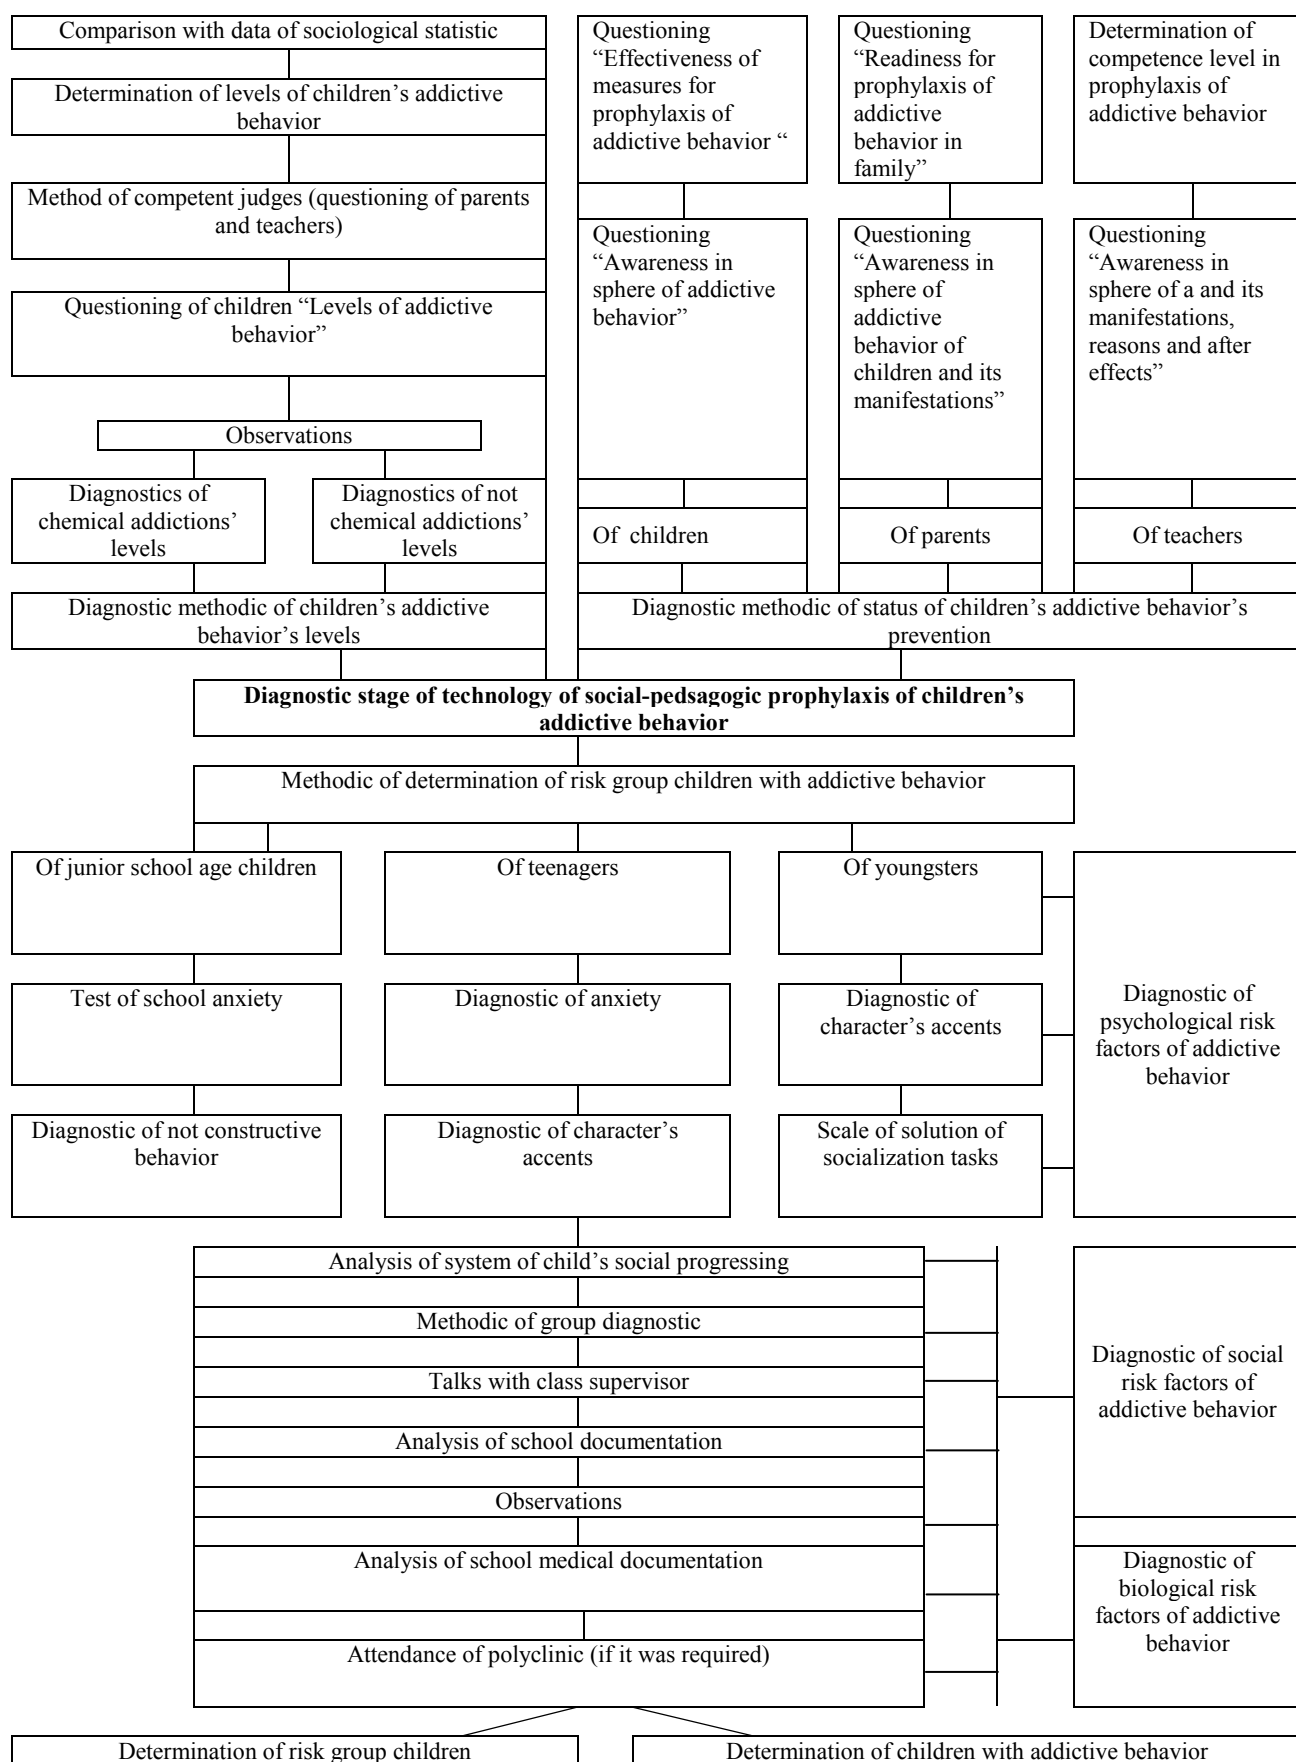 Comparison with data of sociological statistic
Determination of levels of children’s addictive
behavior
Method of competent judges (questioning of parents
and teachers)
Questioning of children “Levels of addictive
behavior”
Observations
Diagnostics of
chemical addictions’
levels
Diagnostics of not
chemical addictions’
levels
Diagnostic methodic of children’s addictive
behavior’s levels
Questioning
“Effectiveness of
measures for
prophylaxis of
addictive behavior “
Questioning
“Readiness for
prophylaxis of
addictive
behavior in
family”
Determination of
competence level in
prophylaxis of
addictive behavior
Questioning
“Awareness in
sphere of addictive
behavior”
Questioning
“Awareness in
sphere of
addictive
behavior of
children and its
manifestations”
Questioning
“Awareness in
sphere of a and its
manifestations,
reasons and after
effects”
Of children
Of parents
Of teachers
Diagnostic methodic of status of children’s addictive behavior’s
prevention
Diagnostic stage of technology of social-pedsagogic prophylaxis of children’s
addictive behavior
Methodic of determination of risk group children with addictive behavior
Of junior school age children
Of teenagers
Of youngsters
Test of school anxiety
Diagnostic of anxiety
Diagnostic of
character’s accents
Diagnostic of not constructive
behavior
Diagnostic of character’s
accents
Scale of solution of
socialization tasks
Diagnostic of
psychological risk
factors of addictive
behavior
Analysis of system of child’s social progressing
Methodic of group diagnostic
Talks with class supervisor
Analysis of school documentation
Observations
Analysis of school medical documentation
Attendance of polyclinic (if it was required)
Diagnostic of social
risk factors of
addictive behavior
Diagnostic of
biological risk
factors of addictive
behavior
Determination of risk group children
Determination of children with addictive behavior